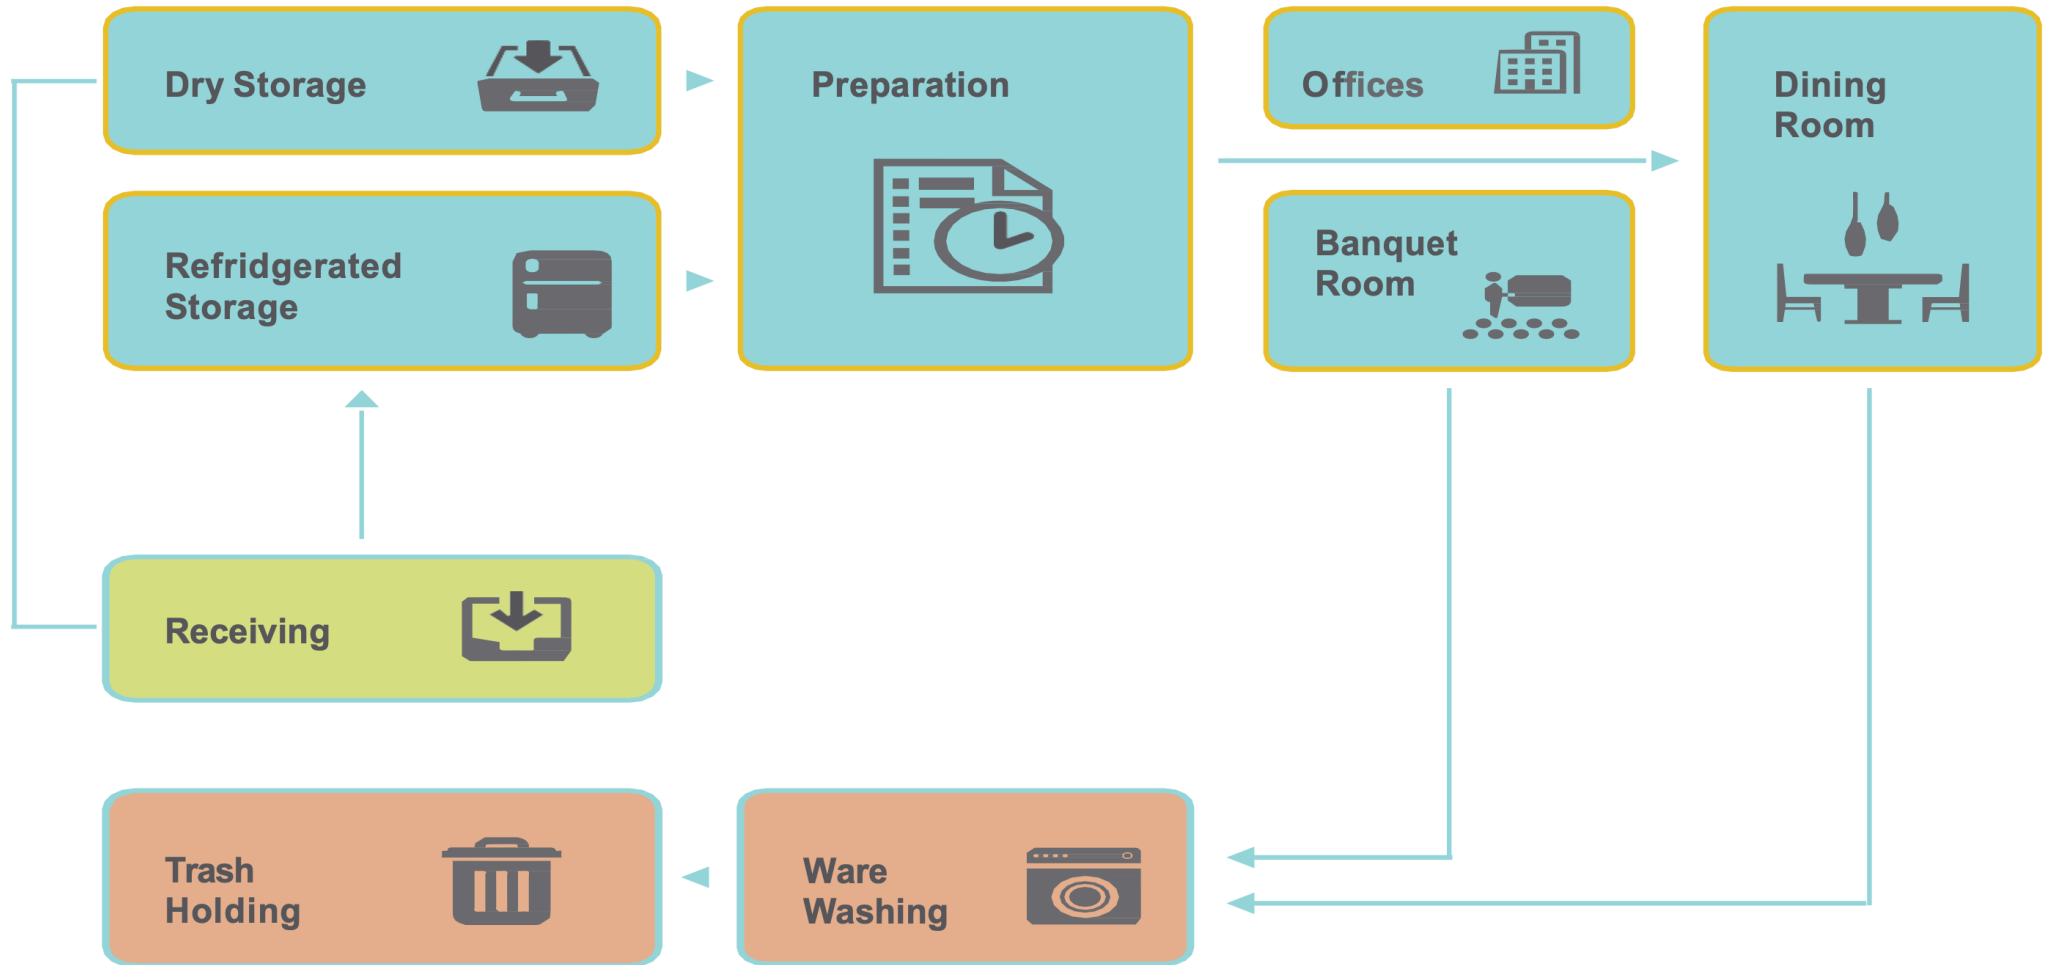 Dry Storage
Preparation
Offices
Dining
Room
Refridgerated
Storage
Banquet
Room
Receiving
Trash
Holding
Ware
Washing